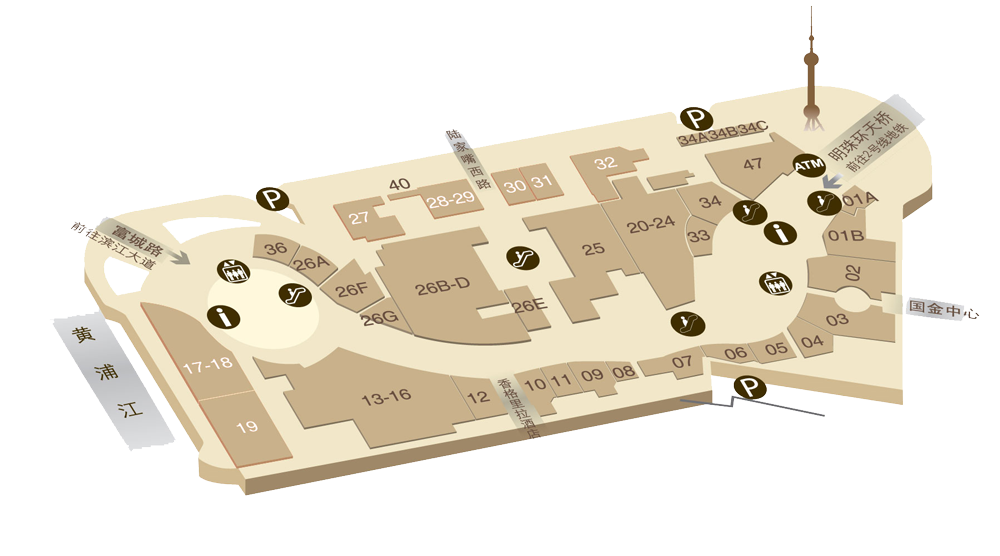 P
34A 34B 34C
明珠环天桥
前往2号线地铁
ATM
47
陆家嘴西路
32
40
30
31
28-29
27
P
34
01A
i
33
20-24
01B
25
富城路
前往滨江大道
36
26A
26F
26B-D
26E
26G
02
国金中心
03
i
黄浦江
04
05
06
07
17-18
08
09
11
10
12
13-16
香格里拉酒店
P
19